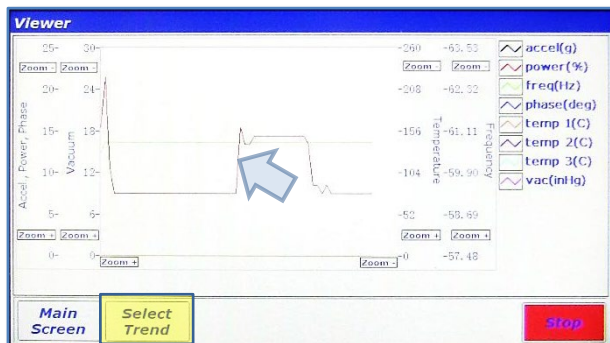 Viewer
25- 30- -260 -63.53
Zoom - Zoom - Zoom - Zoom -
20- 24- -208 -62.32
15- 18- -156 -61.11
10- 12- -104 -59.90
5- 6- -52 -58.69
Zoom + Zoom + Zoom + Zoom +
0- 0- -0 -57.48
Zoom + Zoom -
Accel, Power, Phase
Vacuum
Temperature
Frequency
accel(g)
power(%)
freq(Hz)
phase(deg)
temp 1(C)
temp 2(C)
temp 3(C)
vac(inHg)
Main
Screen
Select
Trend
Stop